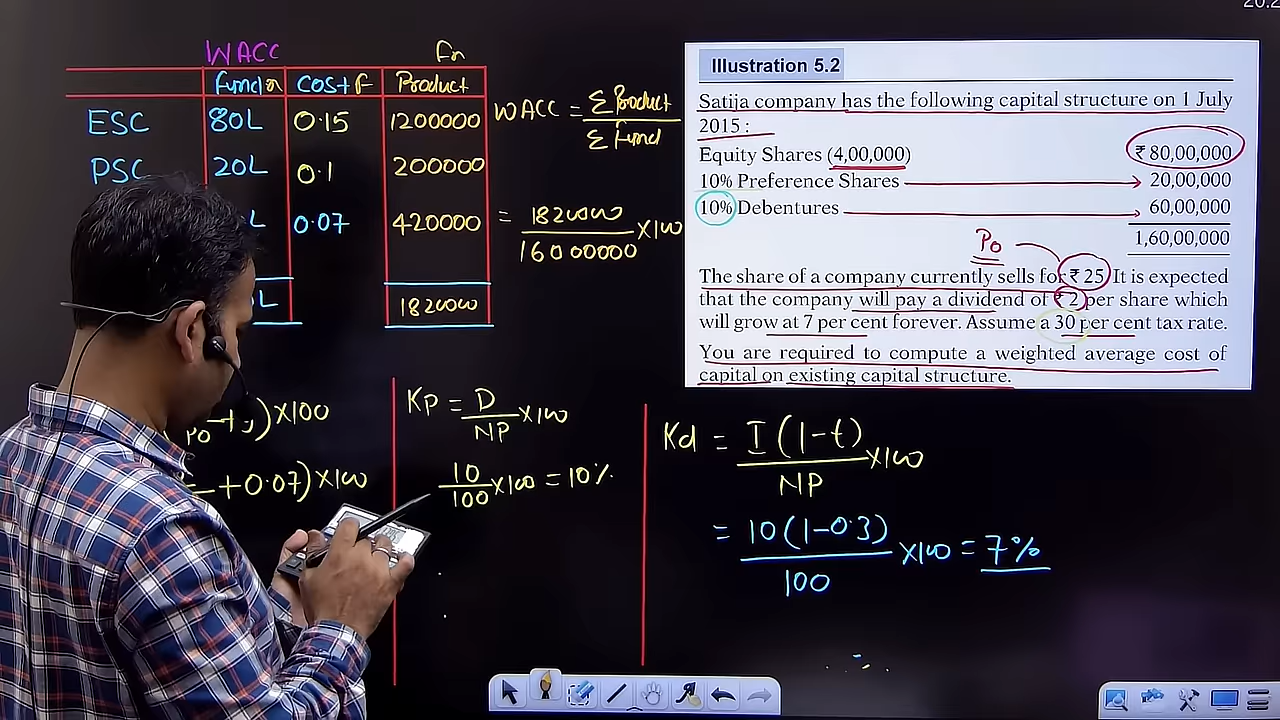 20.2
WACC
Fn
Fund
Cost
Product
ESC 80L 0.15 1200000
PSC 20L 0.1 200000
L 0.07 420000
L 1820000
WACC = Σ Product
Σ Fund
= 1820000 ×100
16000000
Illustration 5.2
Satija company has the following capital structure on 1 July
2015 :
Equity Shares (4,00,000) ₹ 80,00,000
10% Preference Shares 20,00,000
10% Debentures 60,00,000
1,60,00,000
P0
The share of a company currently sells for ₹ 25 It is expected
that the company will pay a dividend of ₹ 2 per share which
will grow at 7 per cent forever. Assume a 30 per cent tax rate.
You are required to compute a weighted average cost of
capital on existing capital structure.
P0 + g) ×100
+ 0.07) ×100
Kp = D ×100
NP
10 ×100 = 10%
100
Kd = I (1-t) ×100
NP
= 10 (1-0.3) ×100 = 7%
100